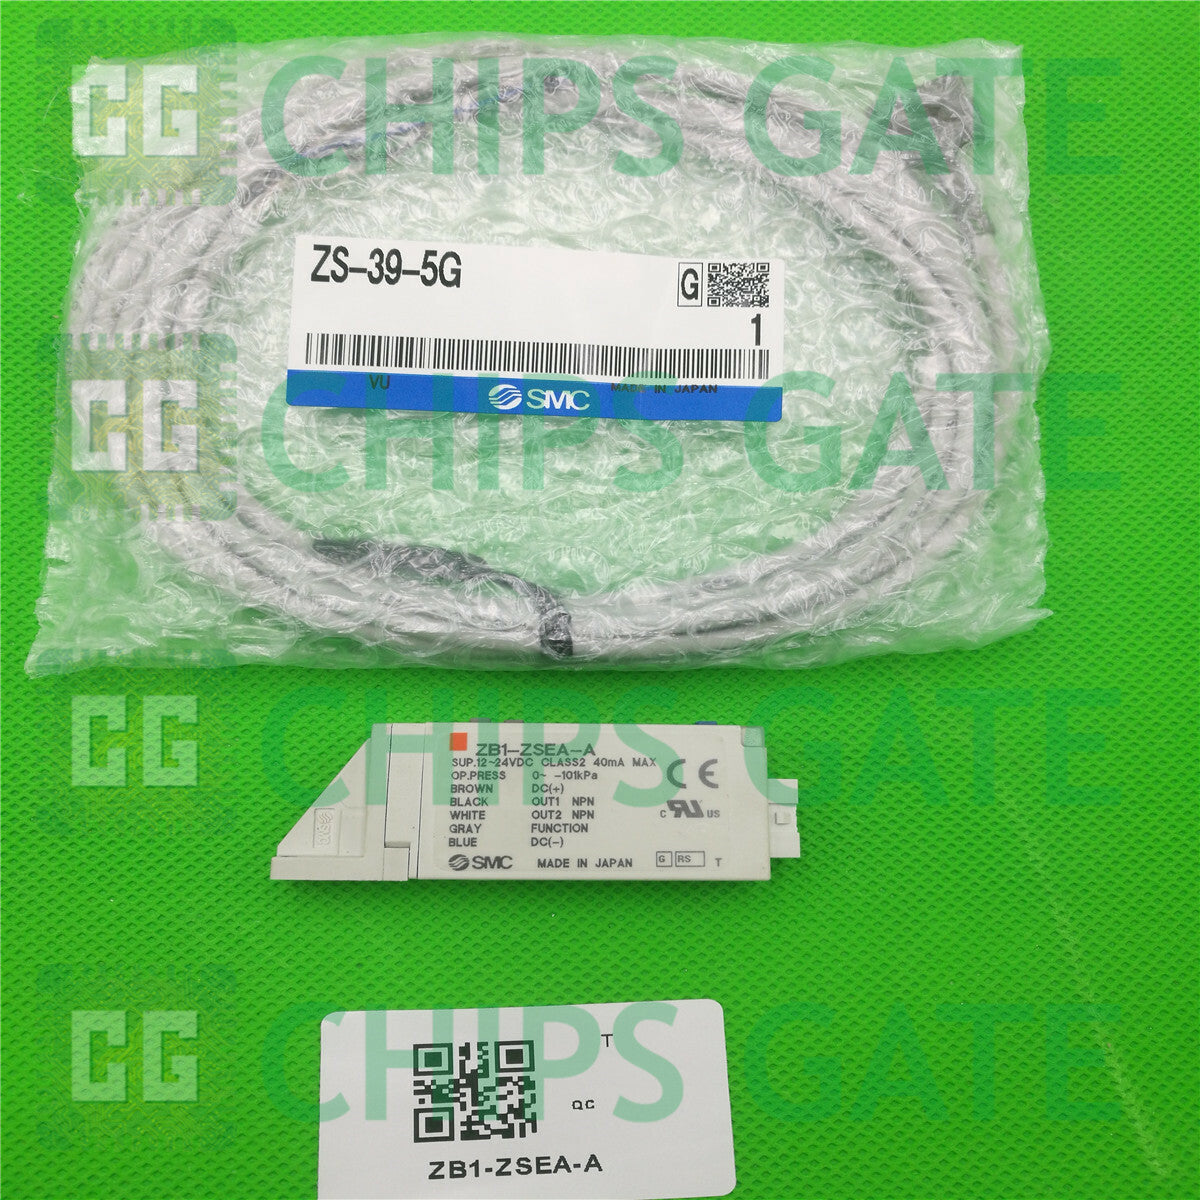 CG CHIPS GATE
ZS-39-5G
G
1
VU
SMC
MADE IN JAPAN
CG CHIPS GATE
CG CHIPS GATE
ZB1-ZSEA-A
SUP.12~24VDC CLASS2 40mA MAX
OP.PRESS 0~ -101kPa
BROWN DC(+)
BLACK OUT1 NPN
WHITE OUT2 NPN
GRAY FUNCTION
BLUE DC(-)
CE
c RU US
SMC MADE IN JAPAN G RS T
SMC
CG CHIPS GATE
T
QC
ZB1-ZSEA-A